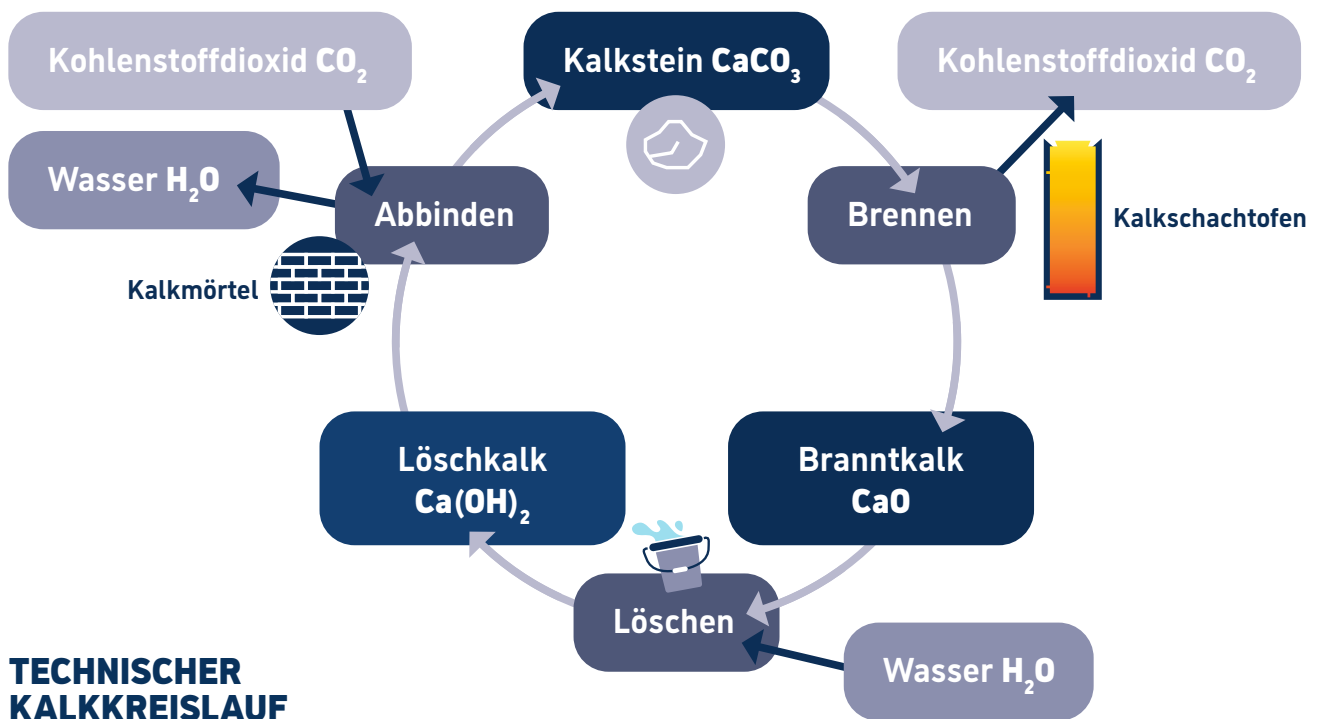 Kohlenstoffdioxid CO₂
Kalkstein CaCO₃
Kohlenstoffdioxid CO₂
Wasser H₂O
Abbinden
Brennen
Kalkschachtofen
Kalkmörtel
Löschkalk
Ca(OH)₂
Branntkalk
CaO
Löschen
Wasser H₂O
TECHNISCHER
KALKKREISLAUF